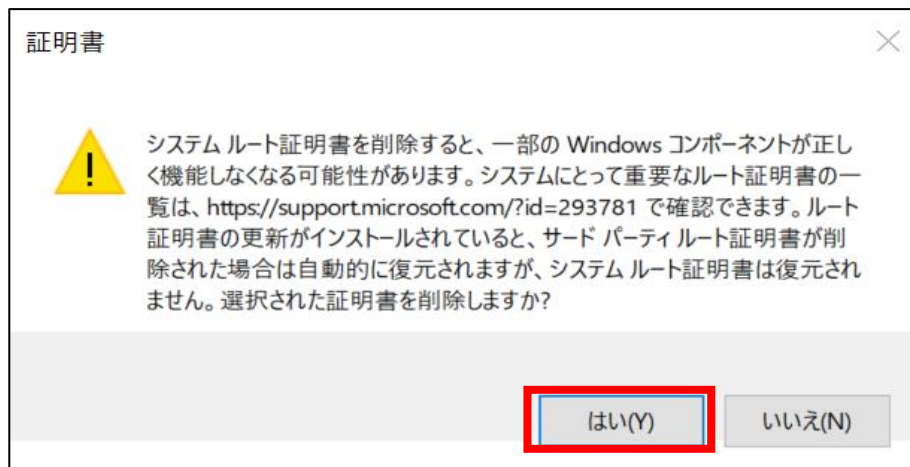 証明書
システム ルート証明書を削除すると、一部の Windows コンポーネントが正し
く機能しなくなる可能性があります。システムにとって重要なルート証明書の一
覧は、https://support.microsoft.com/?id=293781 で確認できます。ルート
証明書の更新がインストールされていると、サード パーティ ルート証明書が削
除された場合は自動的に復元されますが、システム ルート証明書は復元され
ません。選択された証明書を削除しますか?
はい(Y)
いいえ(N)